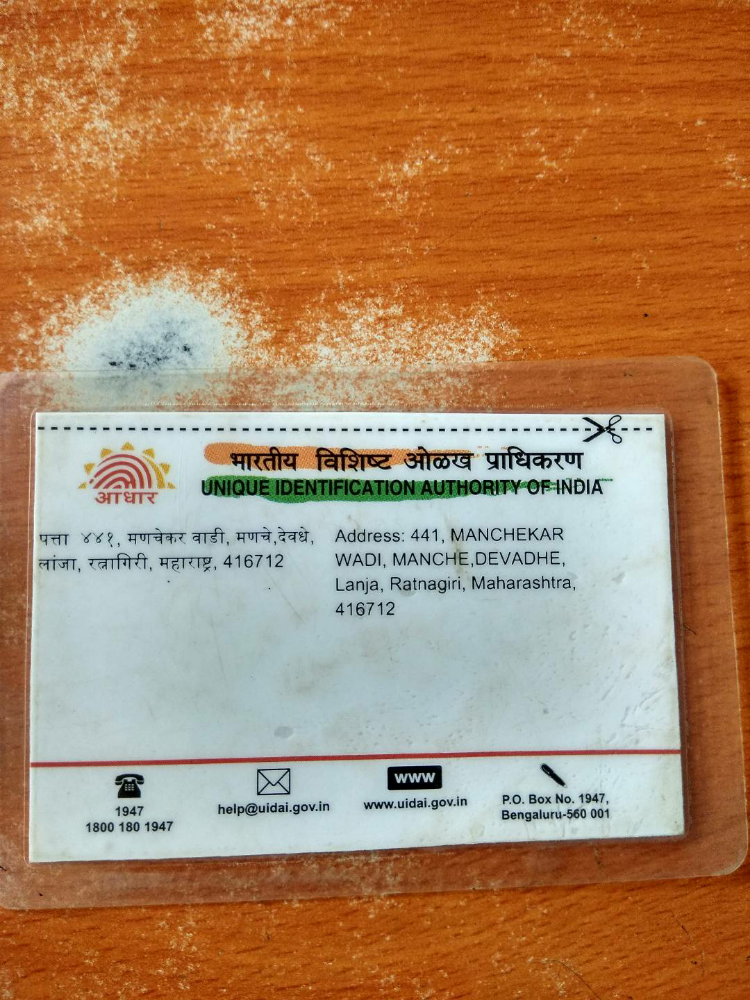 आधार
भारतीय विशिष्ट ओळख प्राधिकरण
UNIQUE IDENTIFICATION AUTHORITY OF INDIA
पत्ता ४४१, मणचेकर वाडी, मणचे,देवधे,
लांजा, रत्नागिरी, महाराष्ट्र, 416712
Address: 441, MANCHEKAR
WADI, MANCHE,DEVADHE,
Lanja, Ratnagiri, Maharashtra,
416712
1947
1800 180 1947
help@uidai.gov.in
www
www.uidai.gov.in
P.O. Box No. 1947,
Bengaluru-560 001